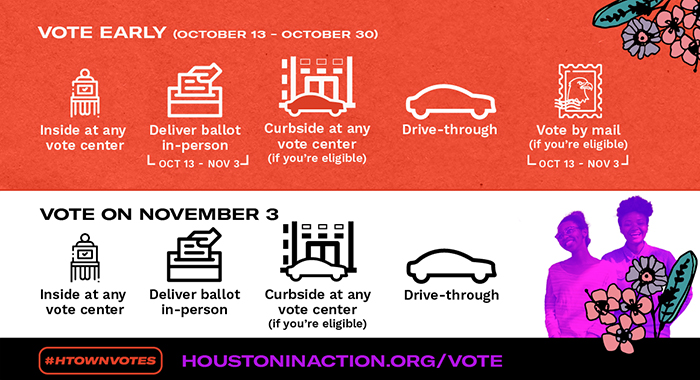 VOTE EARLY (OCTOBER 13 - OCTOBER 30)
Inside at any
vote center
Deliver ballot
in-person
OCT 13 - NOV 3
Curbside at any
vote center
(if you're eligible)
Drive-through
Vote by mail
(if you're eligible)
OCT 13 - NOV 3
VOTE ON NOVEMBER 3
Inside at any
vote center
Deliver ballot
in-person
Curbside at any
vote center
(if you're eligible)
Drive-through
#HTOWNVOTES
HOUSTONINACTION.ORG/VOTE